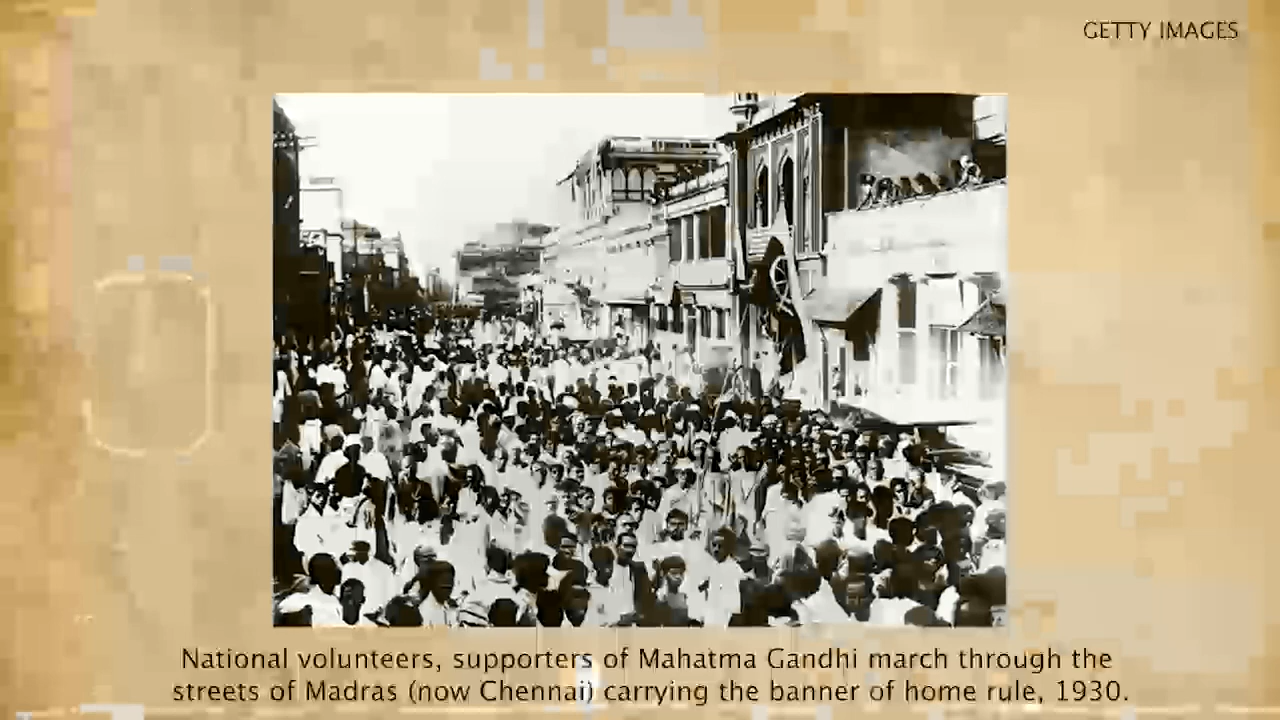 GETTY IMAGES
National volunteers, supporters of Mahatma Gandhi march through the
streets of Madras (now Chennai) carrying the banner of home rule, 1930.